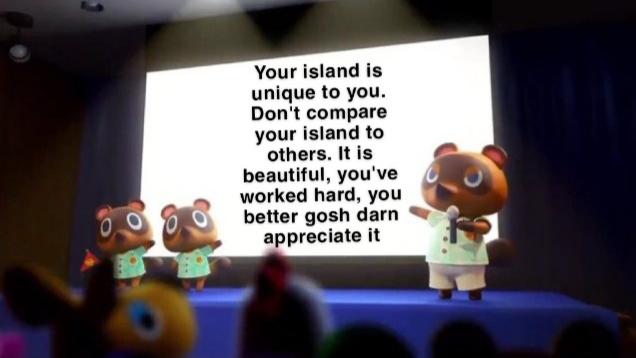 Your island is
unique to you.
Don't compare
your island to
others. It is
beautiful, you've
worked hard, you
better gosh darn
appreciate it